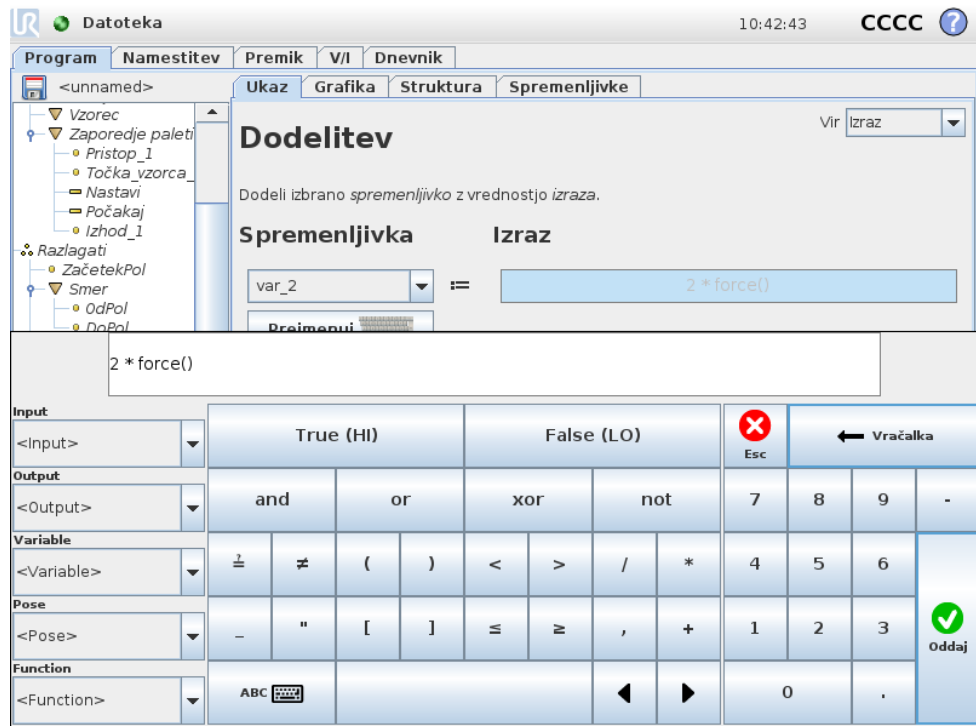 UR Datoteka 10:42:43 CCCC ?
Program Namestitev Premik V/I Dnevnik
<unnamed> Ukaz Grafika Struktura Spremenljivke
Vzorec
Zaporedje paleti
Pristop_1
Točka_vzorca_
Nastavi
Počakaj
Izhod_1
Razlagati
ZačetekPol
Smer
OdPol
DoPol
Vir Izraz
Dodelitev
Dodeli izbrano spremenljivko z vrednostjo izraza.
Spremenljivka Izraz
var_2 := 2 * force()
Preimenuj
2 * force()
Input
<Input>
Output
<Output>
Variable
<Variable>
Pose
<Pose>
Function
<Function>
True (HI) False (LO) Esc Vračalka
and or xor not 7 8 9 -
≟ ≠ ( ) < > / * 4 5 6
_ " [ ] ≤ ≥ , + 1 2 3 Oddaj
ABC 0 .